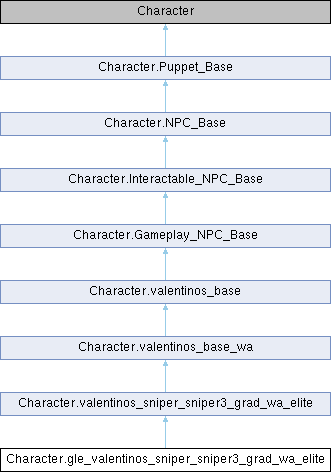 Character
Character.Puppet_Base
Character.NPC_Base
Character.Interactable_NPC_Base
Character.Gameplay_NPC_Base
Character.valentinos_base
Character.valentinos_base_wa
Character.valentinos_sniper_sniper3_grad_wa_elite
Character.gle_valentinos_sniper_sniper3_grad_wa_elite